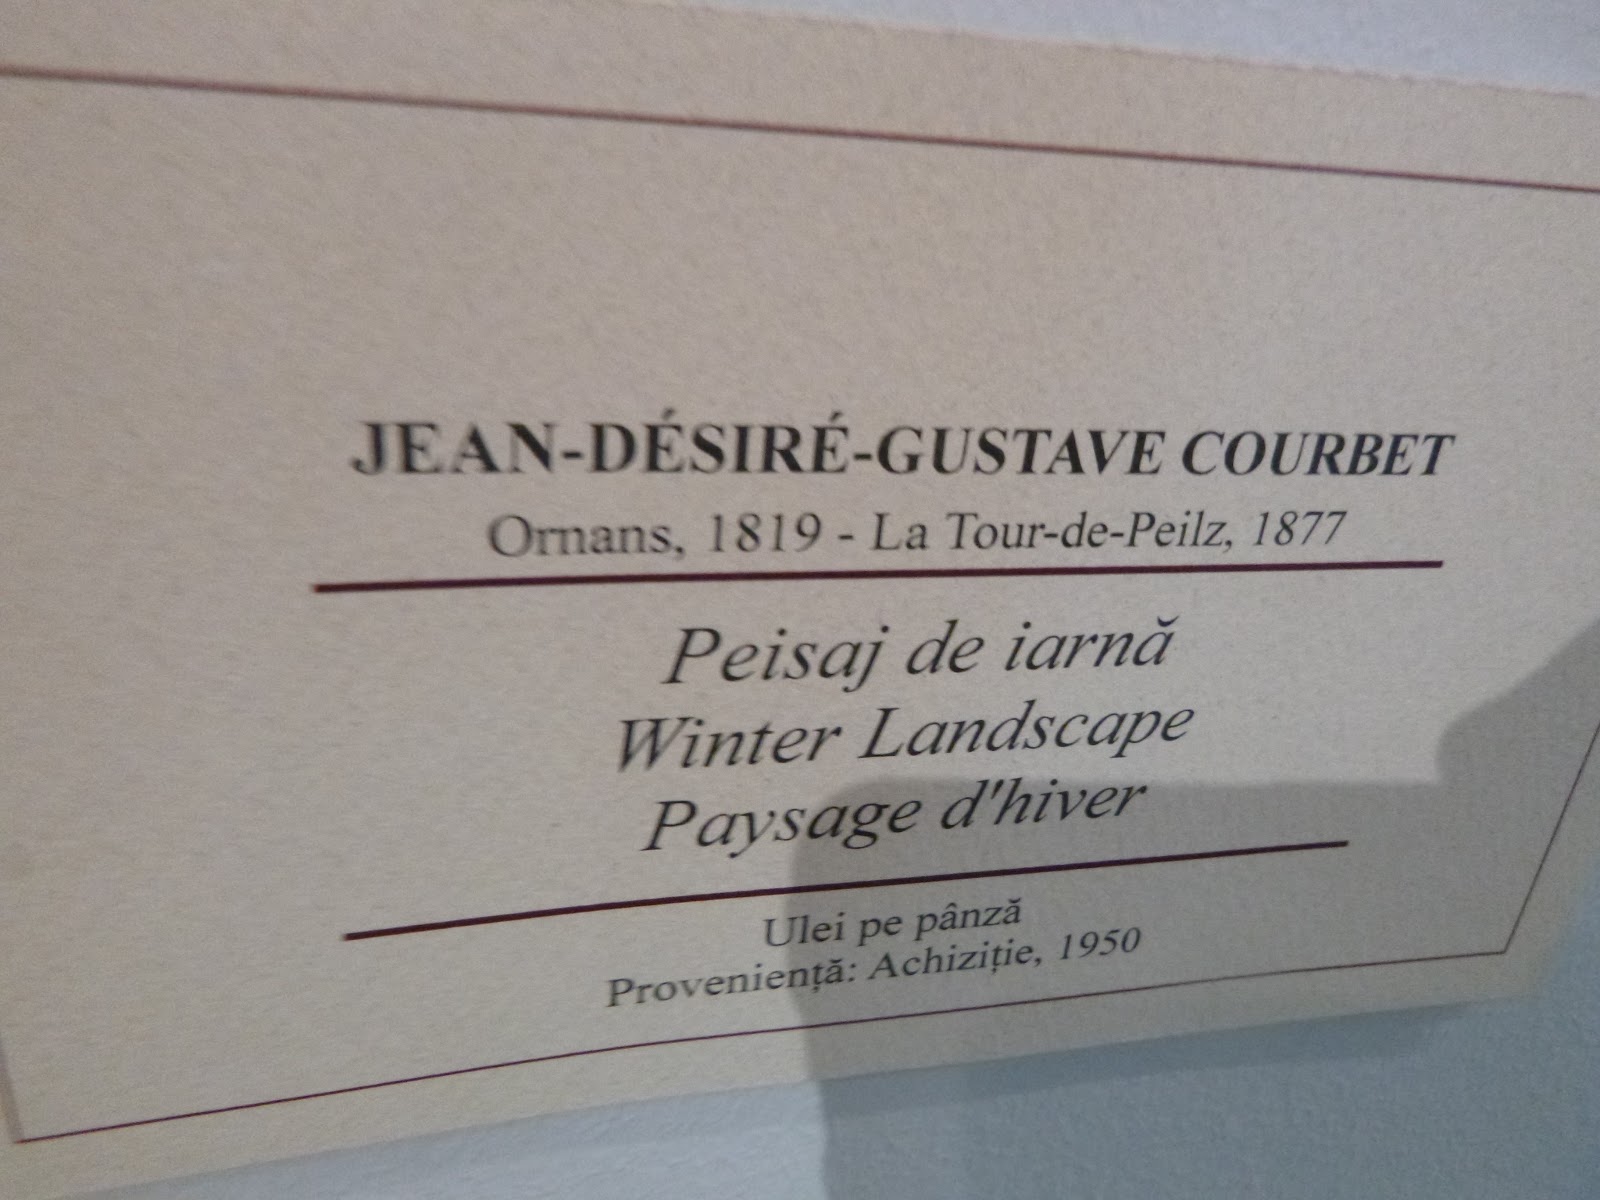 JEAN-DÉSIRÉ-GUSTAVE COURBET
Ornans, 1819 - La Tour-de-Peilz, 1877
Peisaj de iarnă
Winter Landscape
Paysage d'hiver
Ulei pe pânză
Proveniență: Achiziție, 1950